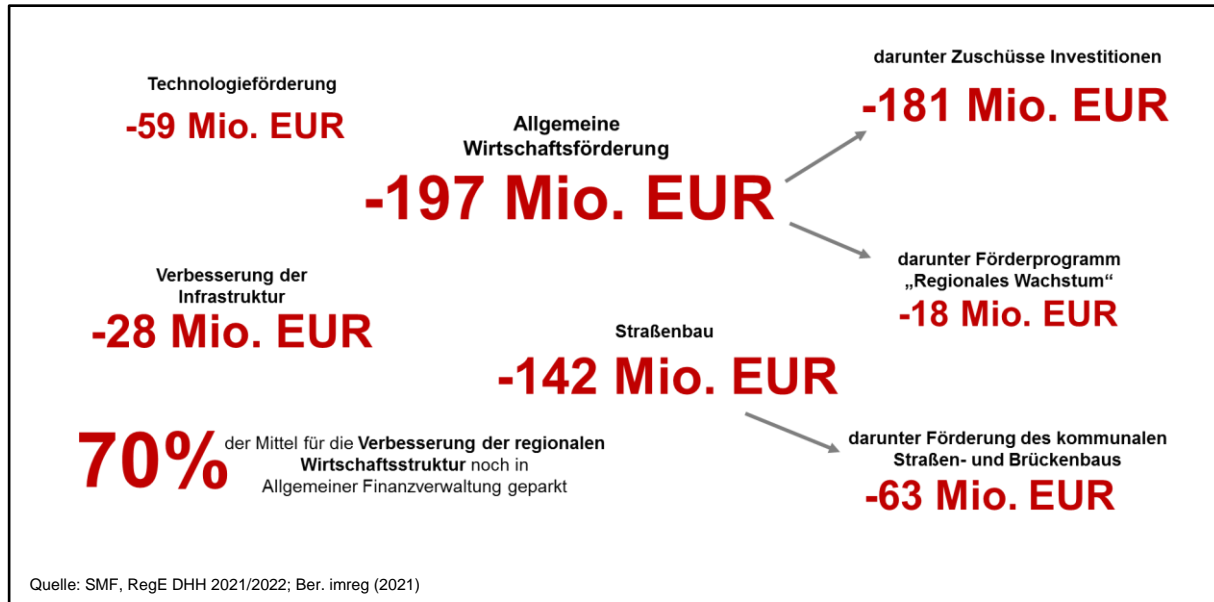 Technologieförderung
-59 Mio. EUR
Allgemeine
Wirtschaftsförderung
-197 Mio. EUR
darunter Zuschüsse Investitionen
-181 Mio. EUR
darunter Förderprogramm
„Regionales Wachstum“
-18 Mio. EUR
Verbesserung der
Infrastruktur
-28 Mio. EUR
Straßenbau
-142 Mio. EUR
darunter Förderung des kommunalen
Straßen- und Brückenbaus
-63 Mio. EUR
70% der Mittel für die Verbesserung der regionalen
Wirtschaftsstruktur noch in
Allgemeiner Finanzverwaltung geparkt
Quelle: SMF, RegE DHH 2021/2022; Ber. imreg (2021)